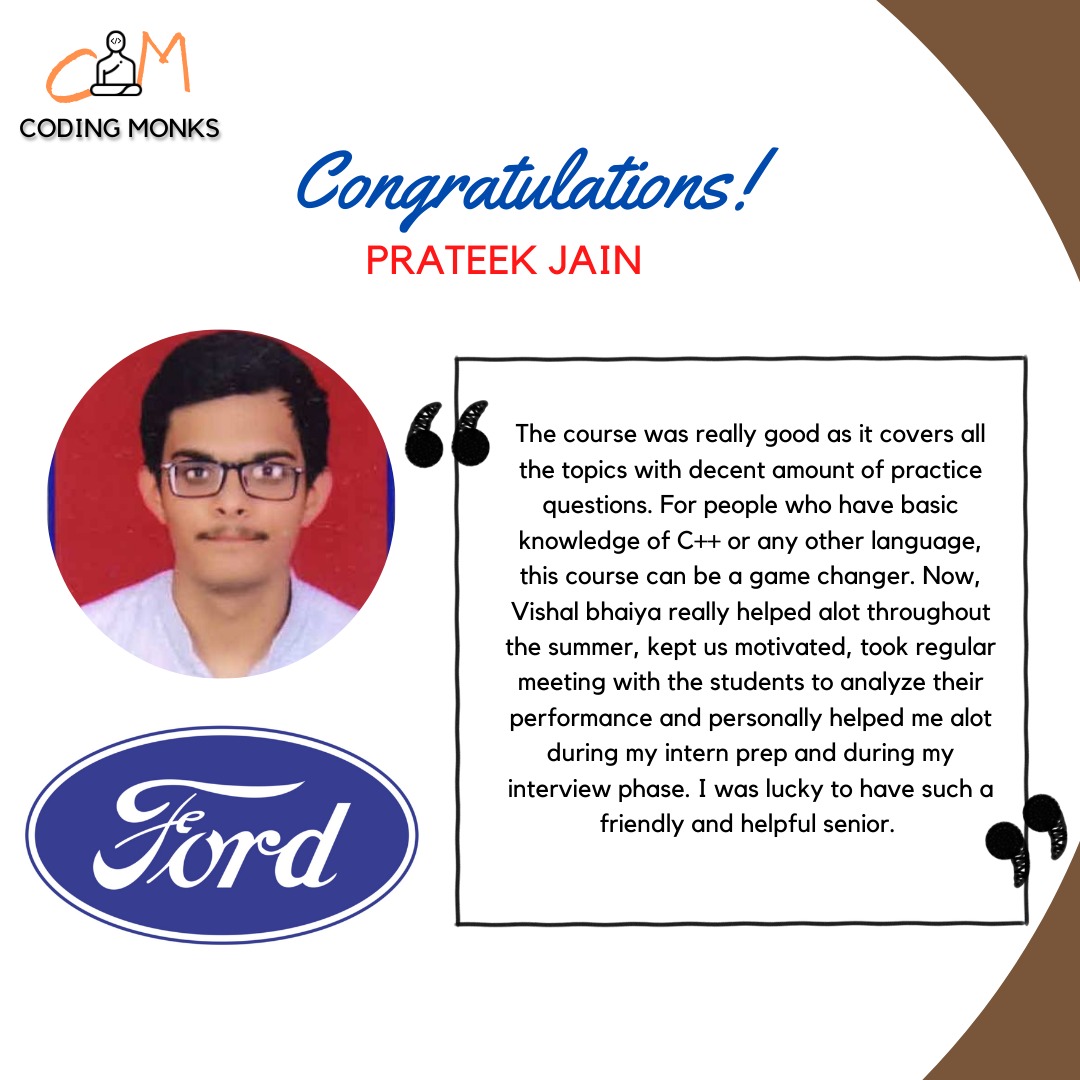 CM
CODING MONKS
Congratulations!
PRATEEK JAIN
The course was really good as it covers all
the topics with decent amount of practice
questions. For people who have basic
knowledge of C++ or any other language,
this course can be a game changer. Now,
Vishal bhaiya really helped alot throughout
the summer, kept us motivated, took regular
meeting with the students to analyze their
performance and personally helped me alot
during my intern prep and during my
interview phase. I was lucky to have such a
friendly and helpful senior.
Ford